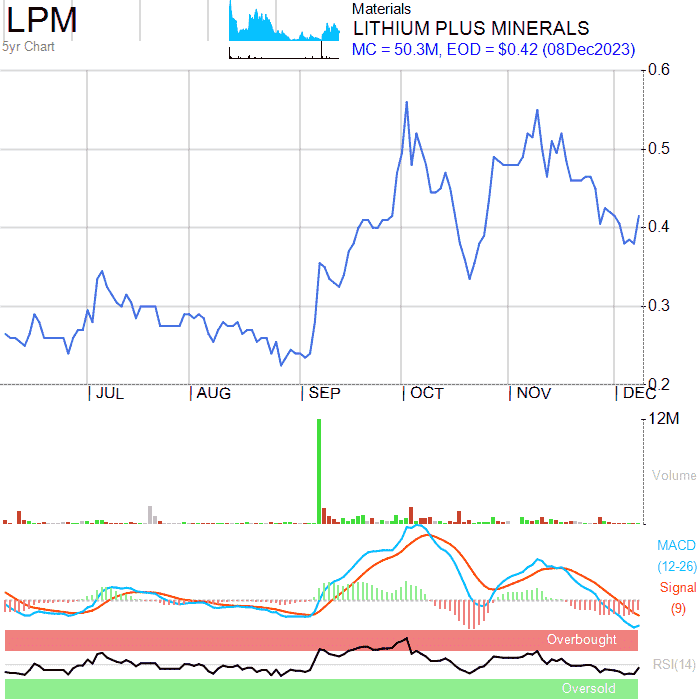 LPM
5yr Chart
Materials
LITHIUM PLUS MINERALS
MC = 50.3M, EOD = $0.42 (08Dec2023)
0.6
0.5
0.4
0.3
0.2
JUL AUG SEP OCT NOV DEC
12M
Volume
MACD
(12-26)
Signal
(9)
Overbought
RSI(14)
Oversold